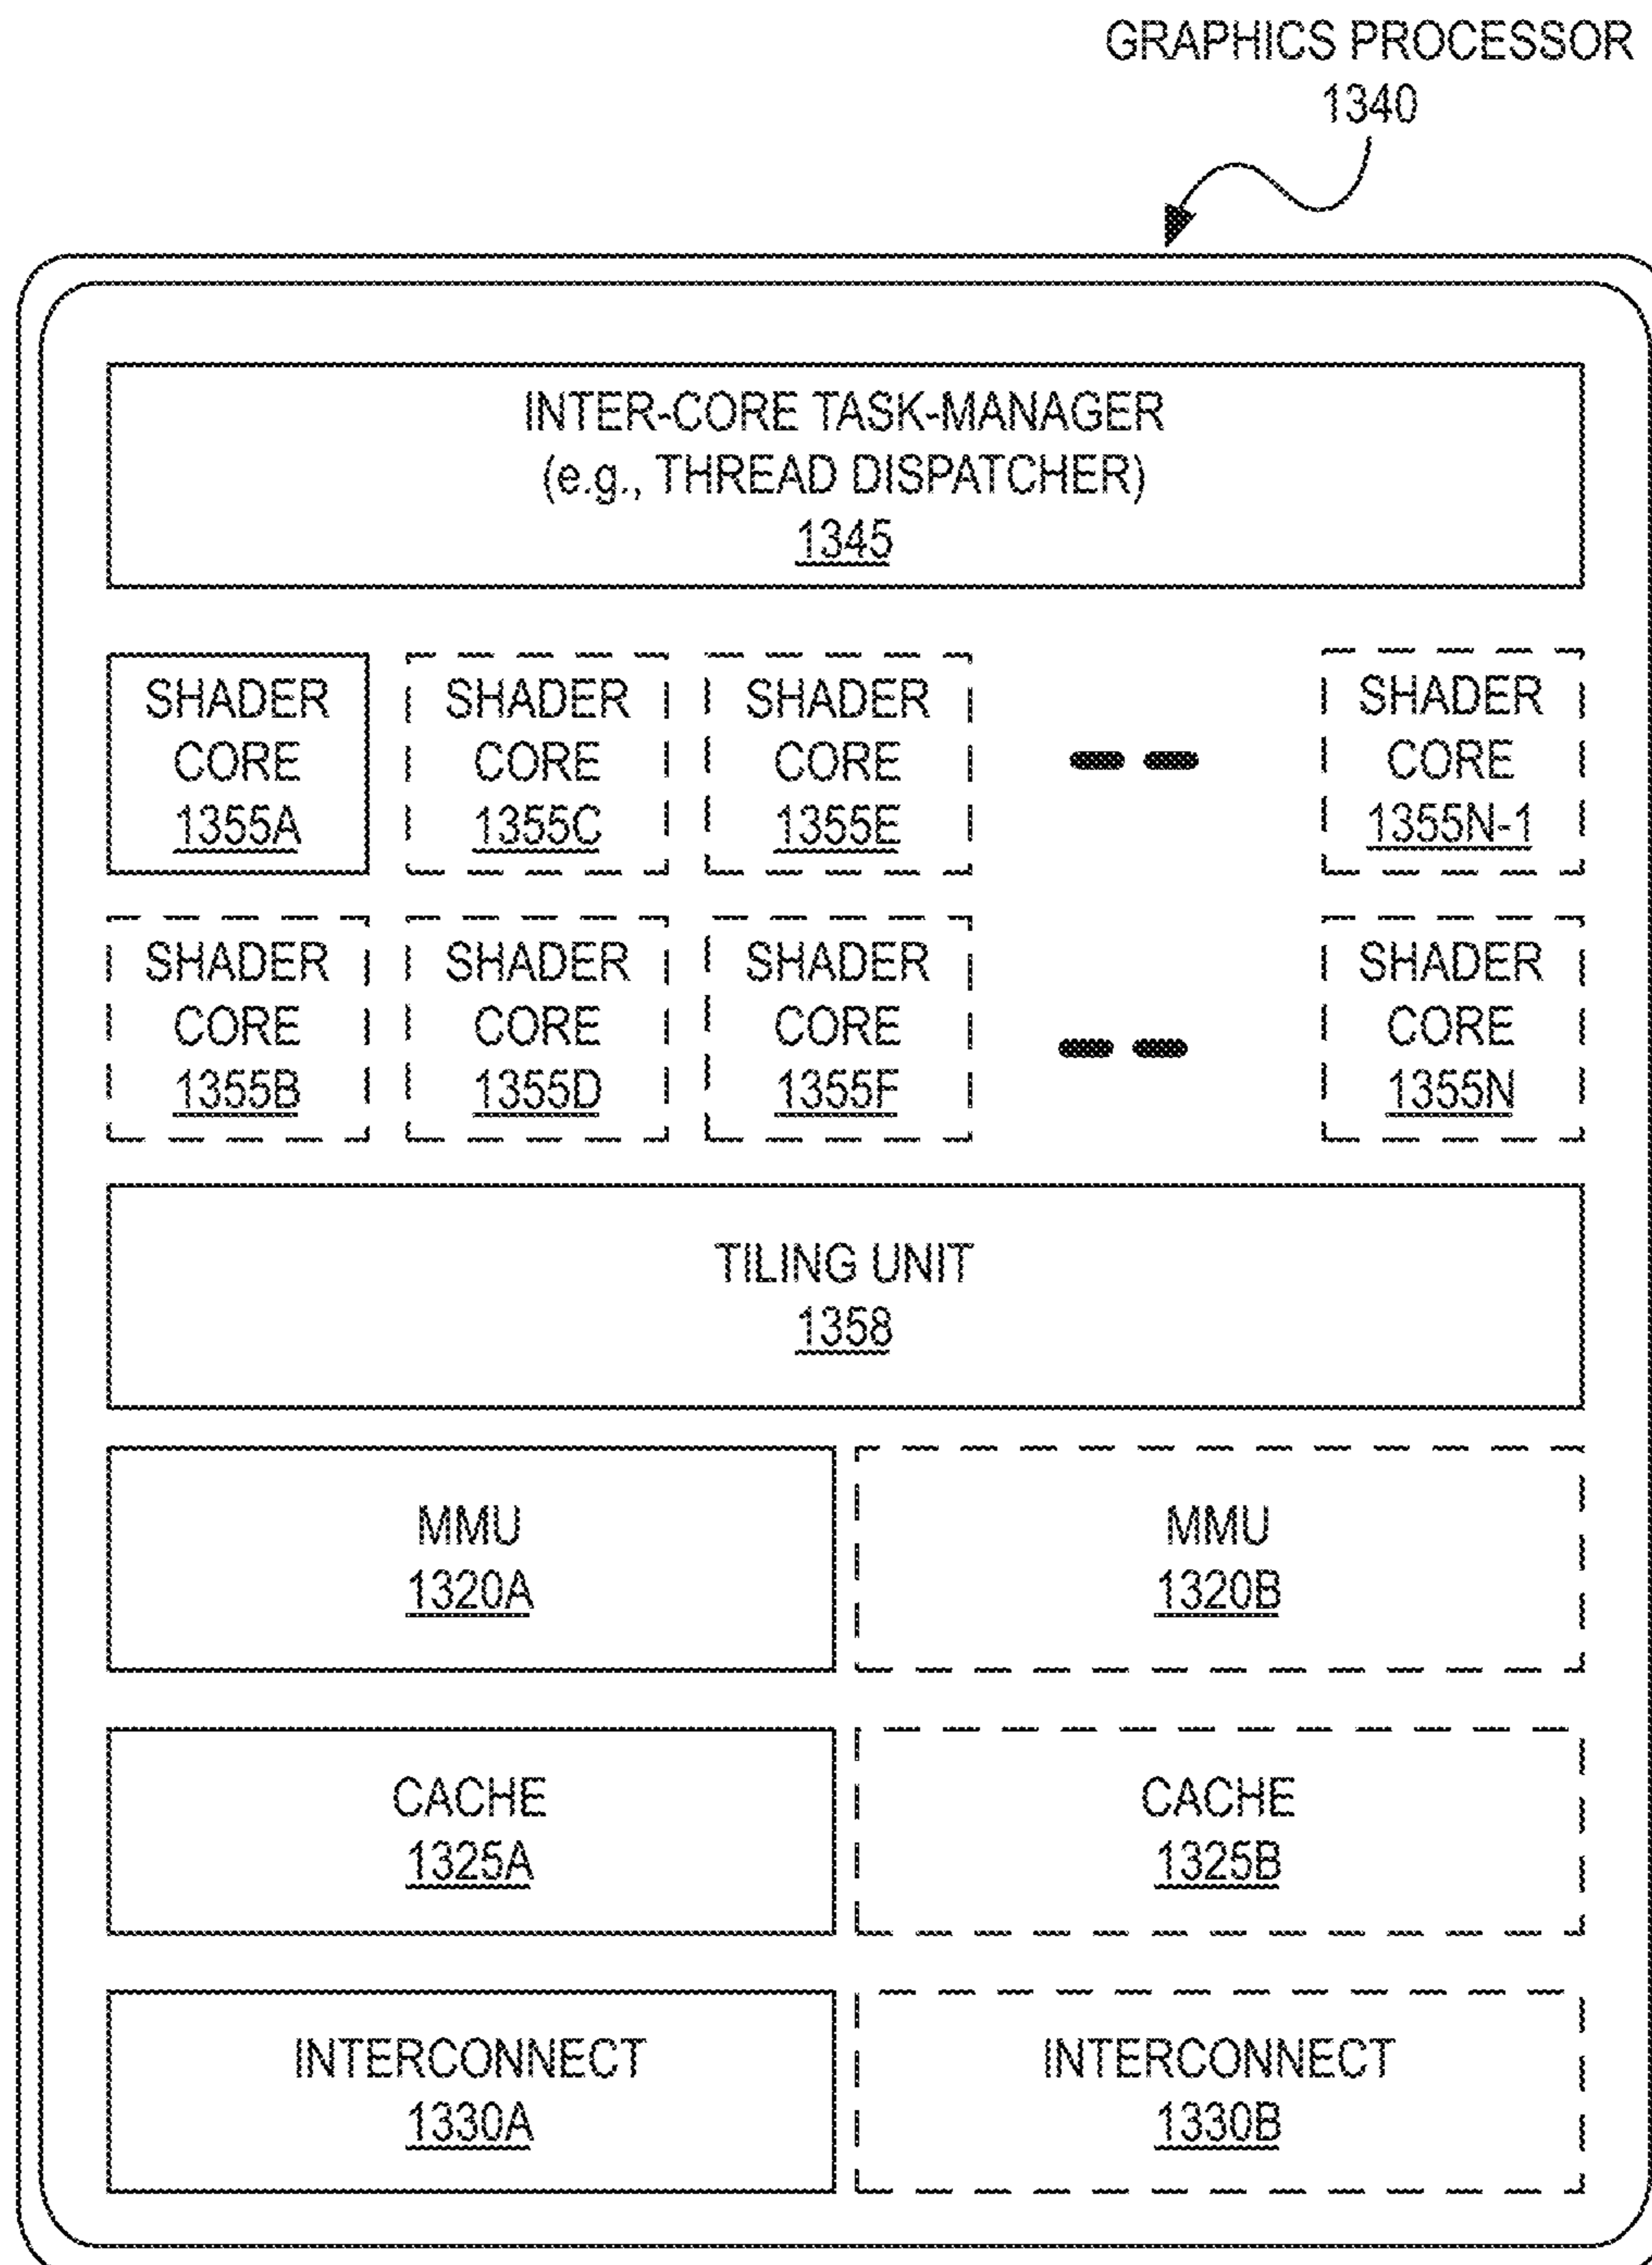 GRAPHICS PROCESSOR
1340
INTER-CORE TASK-MANAGER
(e.g., THREAD DISPATCHER)
1345
SHADER
CORE
1355A
SHADER
CORE
1355C
SHADER
CORE
1355E
SHADER
CORE
1355N-1
SHADER
CORE
1355B
SHADER
CORE
1355D
SHADER
CORE
1355F
SHADER
CORE
1355N
TILING UNIT
1358
MMU
1320A
MMU
1320B
CACHE
1325A
CACHE
1325B
INTERCONNECT
1330A
INTERCONNECT
1330B